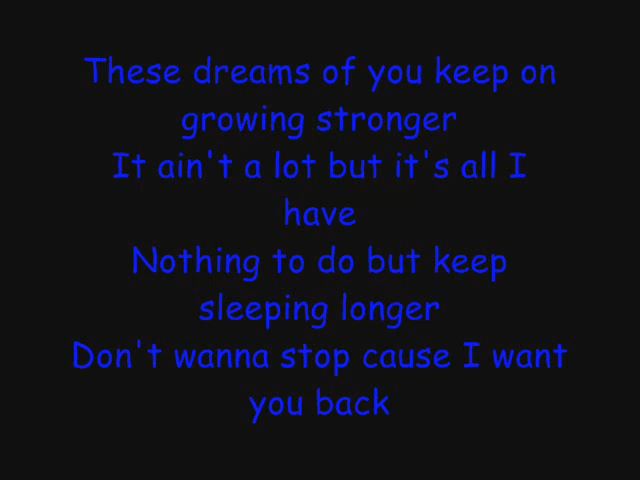 These dreams of you keep on
growing stronger
It ain't a lot but it's all I
have
Nothing to do but keep
sleeping longer
Don't wanna stop cause I want
you back